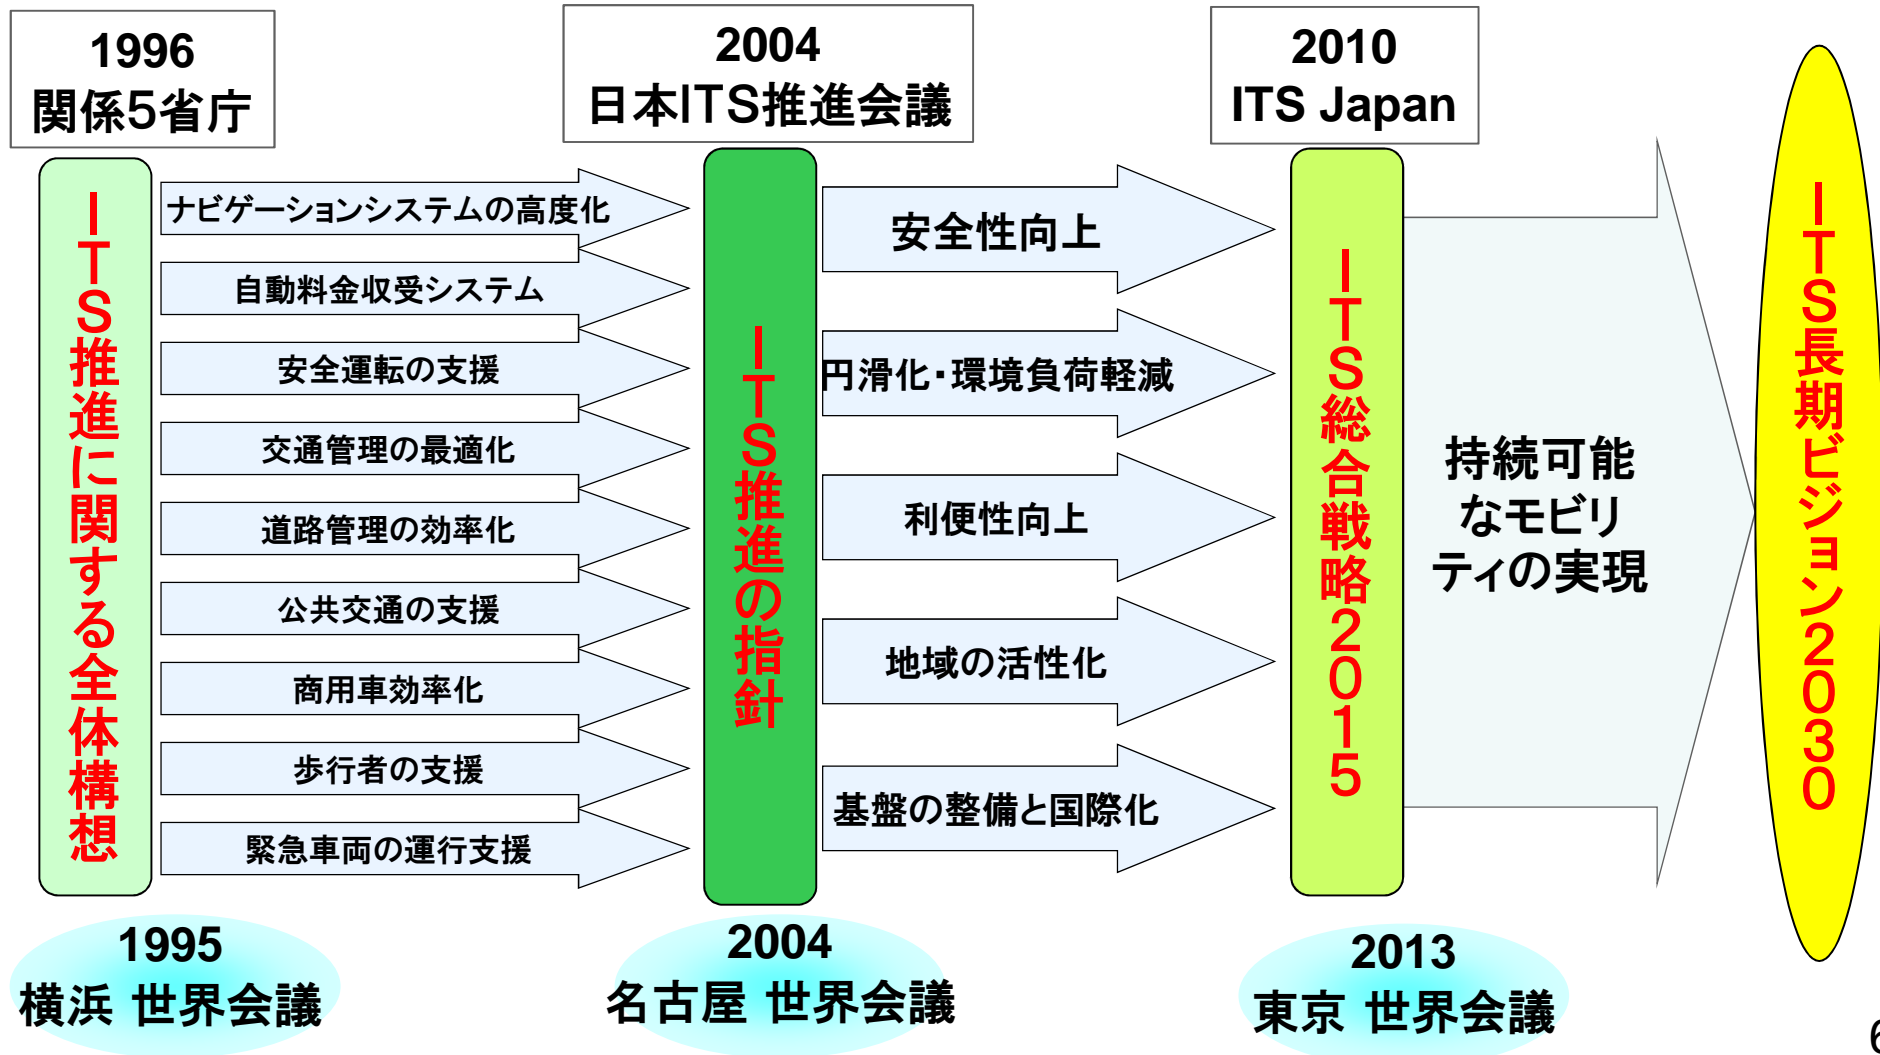 1996
関係5省庁
ITS推進に関する全体構想
ナビゲーションシステムの高度化
自動料金収受システム
安全運転の支援
交通管理の最適化
道路管理の効率化
公共交通の支援
商用車効率化
歩行者の支援
緊急車両の運行支援
1995
横浜 世界会議
2004
日本ITS推進会議
ITS推進の指針
安全性向上
円滑化・環境負荷軽減
利便性向上
地域の活性化
基盤の整備と国際化
2004
名古屋 世界会議
2010
ITS Japan
ITS総合戦略2015
持続可能
なモビリ
ティの実現
2013
東京 世界会議
ITS長期ビジョン2030
6